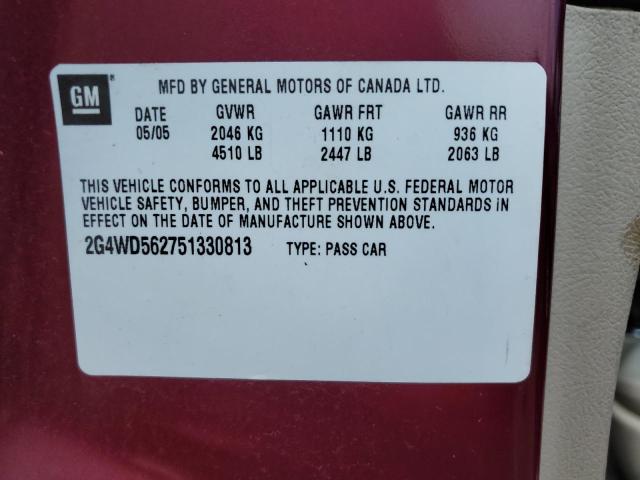 GM® MFD BY GENERAL MOTORS OF CANADA LTD.
DATE GVWR GAWR FRT GAWR RR
05/05 2046 KG 1110 KG 936 KG
4510 LB 2447 LB 2063 LB
THIS VEHICLE CONFORMS TO ALL APPLICABLE U.S. FEDERAL MOTOR
VEHICLE SAFETY, BUMPER, AND THEFT PREVENTION STANDARDS iN
EFFECT ON THE DATE OF MANUFACTURE SHOWN ABOVE.
2G4WD562751330813 TYPE: PASS CAR